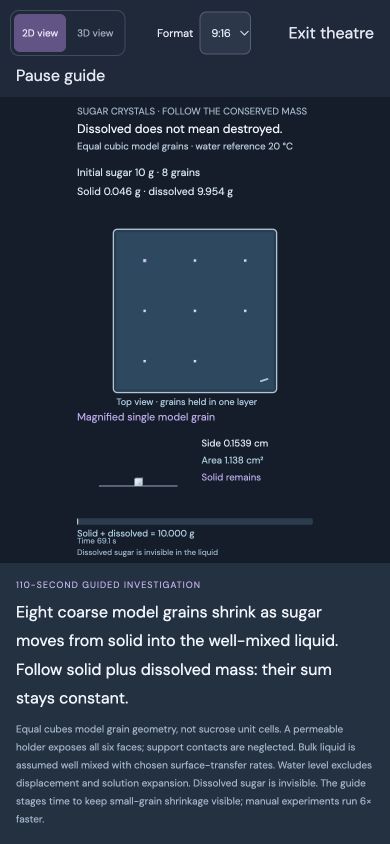 2D view
3D view
Format
9:16
Exit theatre
Pause guide
SUGAR CRYSTALS · FOLLOW THE CONSERVED MASS
Dissolved does not mean destroyed.
Equal cubic model grains · water reference 20 °C
Initial sugar 10 g · 8 grains
Solid 0.046 g · dissolved 9.954 g
Top view · grains held in one layer
Magnified single model grain
Side 0.1539 cm
Area 1.138 cm²
Solid remains
Solid + dissolved = 10.000 g
Time 69.1 s
Dissolved sugar is invisible in the liquid
110-SECOND GUIDED INVESTIGATION
Eight coarse model grains shrink as sugar
moves from solid into the well-mixed liquid.
Follow solid plus dissolved mass: their sum
stays constant.
Equal cubes model grain geometry, not sucrose unit cells. A permeable
holder exposes all six faces; support contacts are neglected. Bulk liquid is
assumed well mixed with chosen surface-transfer rates. Water level excludes
displacement and solution expansion. Dissolved sugar is invisible. The guide
stages time to keep small-grain shrinkage visible; manual experiments run 6×
faster.